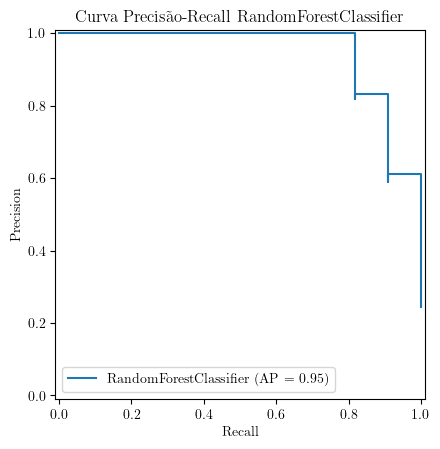 Curva Precisão-Recall RandomForestClassifier
1.0
0.8
0.6
0.4
0.2
0.0
Precision
RandomForestClassifier (AP = 0.95)
0.0 0.2 0.4 0.6 0.8 1.0
Recall